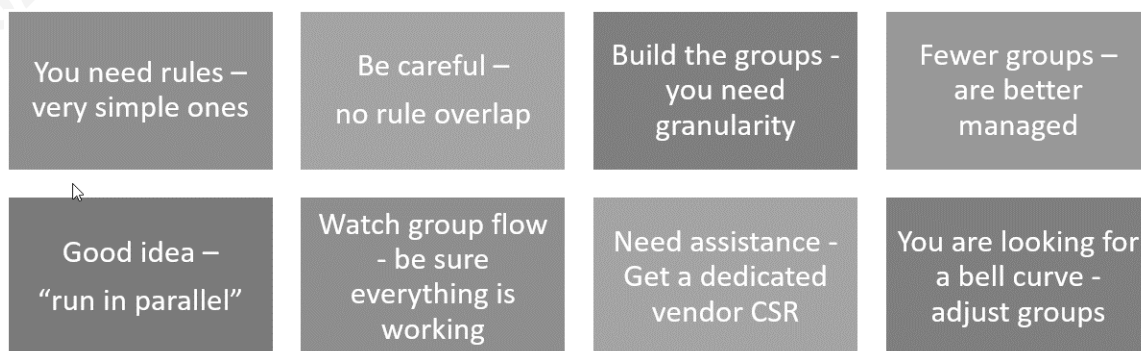 You need rules –
very simple ones
Be careful –
no rule overlap
Build the groups -
you need
granularity
Fewer groups –
are better
managed
Good idea –
“run in parallel”
Watch group flow
- be sure
everything is
working
Need assistance -
Get a dedicated
vendor CSR
You are looking for
a bell curve -
adjust groups